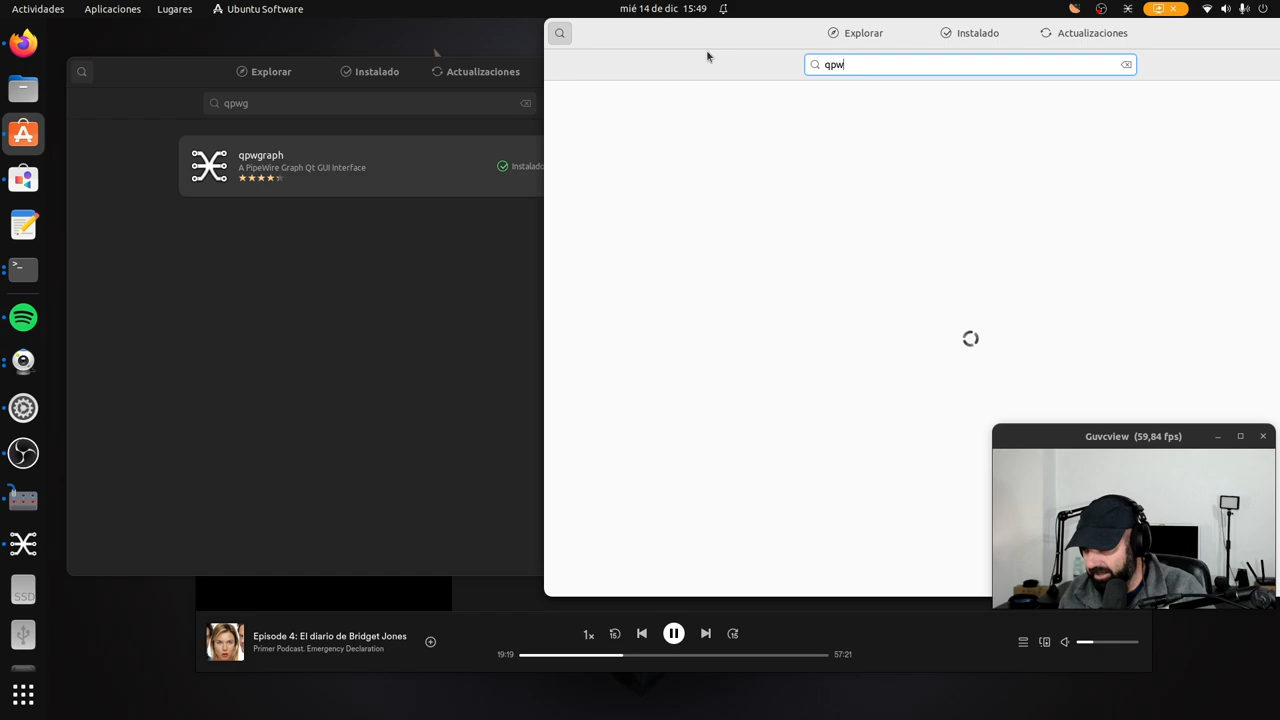 Actividades Aplicaciones Lugares Ubuntu Software mié 14 de dic 15:49
Explorar Instalado Actualizaciones
qpw
Explorar Instalado Actualizaciones
qpwg
qpwgraph
A PipeWire Graph Qt GUI Interface
Instalado
Guvcview (59,84 fps)
SSD
Episode 4: El diario de Bridget Jones
Primer Podcast. Emergency Declaration
1x 15 15
19:19 57:21